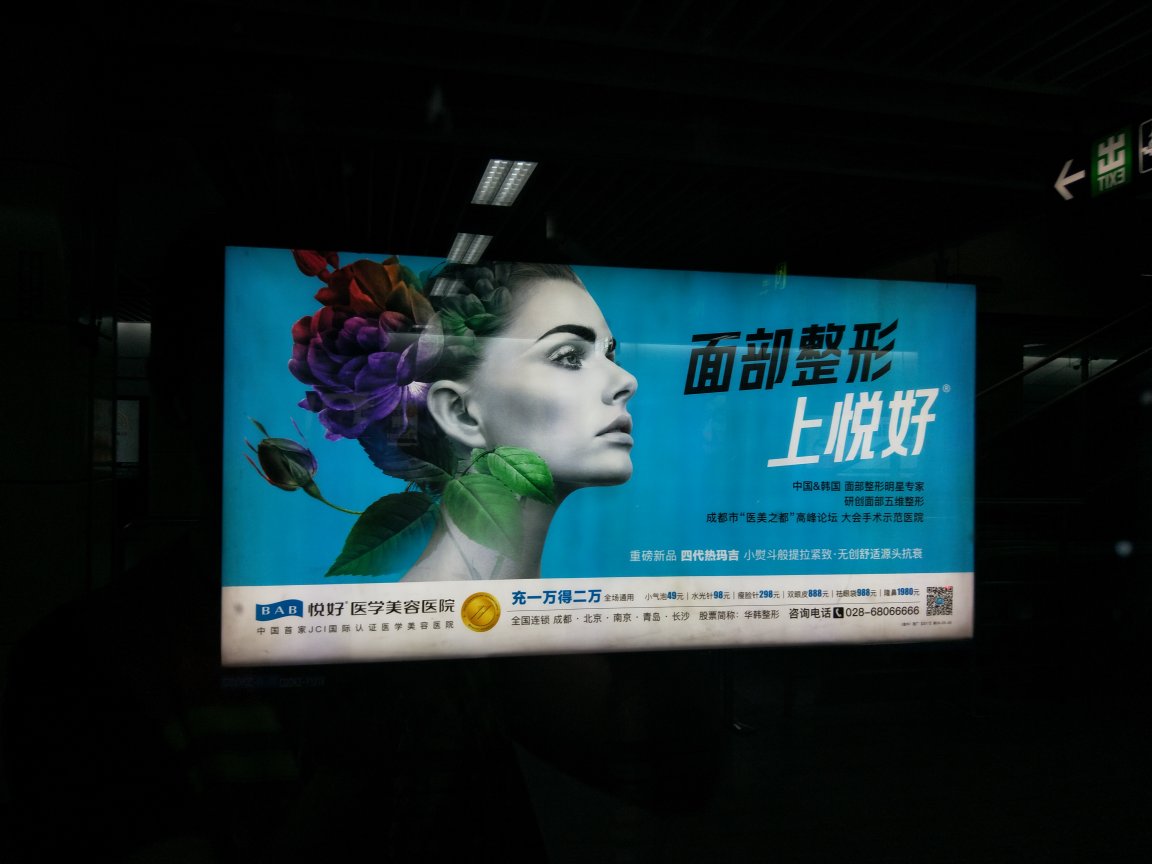 出
EXIT
面部整形
上悦好®
中国&韩国 面部整形明星专家
研创面部五维整形
成都市“医美之都”高峰论坛 大会手术示范医院
重磅新品 四代热玛吉 小熨斗般提拉紧致·无创舒适源头抗衰
BAB 悦好®医学美容医院
中国首家JCI国际认证医学美容医院
充一万得二万 全场通用 小气泡49元 | 水光针98元 | 瘦脸针298元 | 双眼皮888元 | 祛眼袋988元 | 隆鼻1980元
全国连锁 成都·北京·南京·青岛·长沙 股票简称：华韩整形 咨询电话 028-68066666